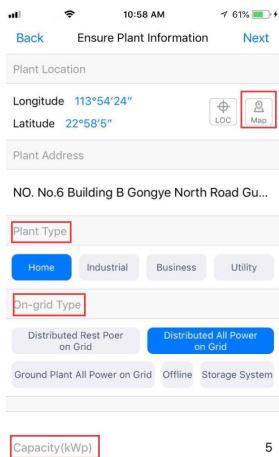 10:58 AM
61%
Back Ensure Plant Information Next
Plant Location
Longitude 113°54'24"
Latitude 22°58'5"
LOC Map
Plant Address
NO. No.6 Building B Gongye North Road Gu...
Plant Type
Home Industrial Business Utility
On-grid Type
Distributed Rest Poer
on Grid
Distributed All Power
on Grid
Ground Plant All Power on Grid Offline Storage System
Capacity(kWp) 5